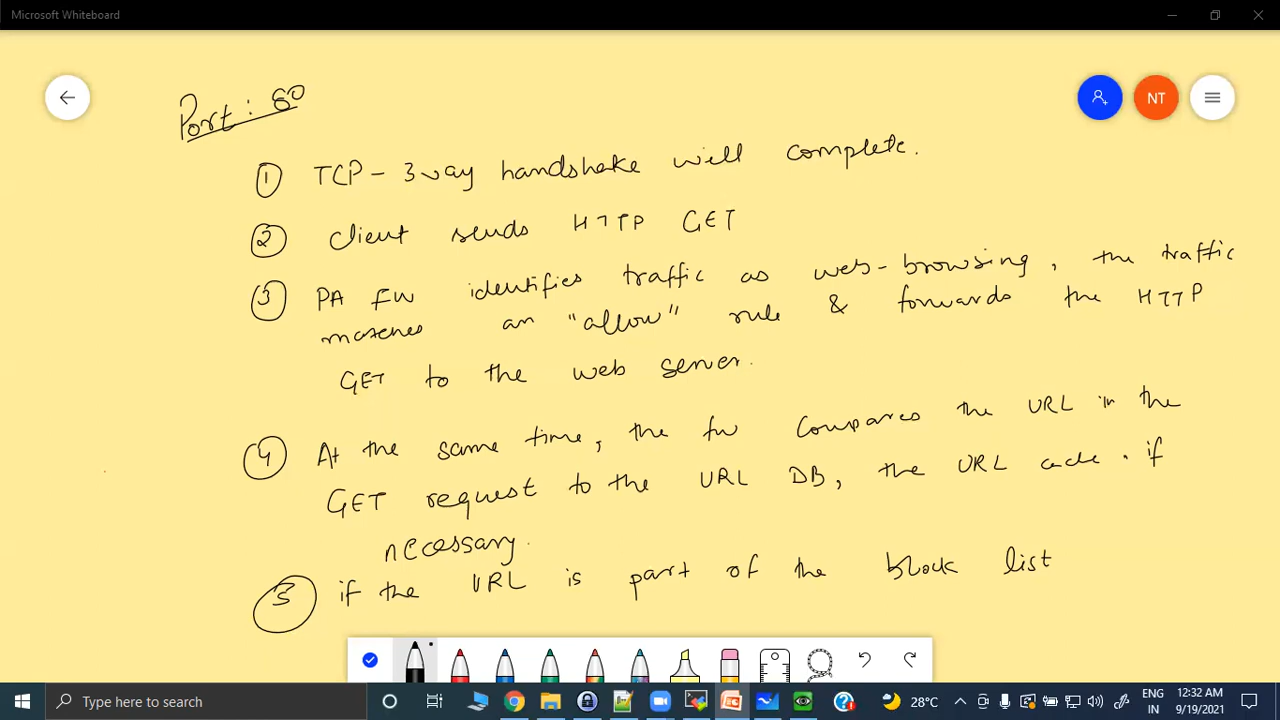 Microsoft Whiteboard
NT
Port: 80
① TCP - 3way handshake will complete.
② client sends HTTP GET
③ PA FW identifies traffic as web-browsing, the traffic
matches an "allow" rule & forwards the HTTP
GET to the web server.
④ At the same time, the fw compares the URL in the
GET request to the URL DB, the URL cache. if
necessary.
⑤ if the URL is part of the block list
Type here to search
28°C
ENG
IN
12:32 AM
9/19/2021